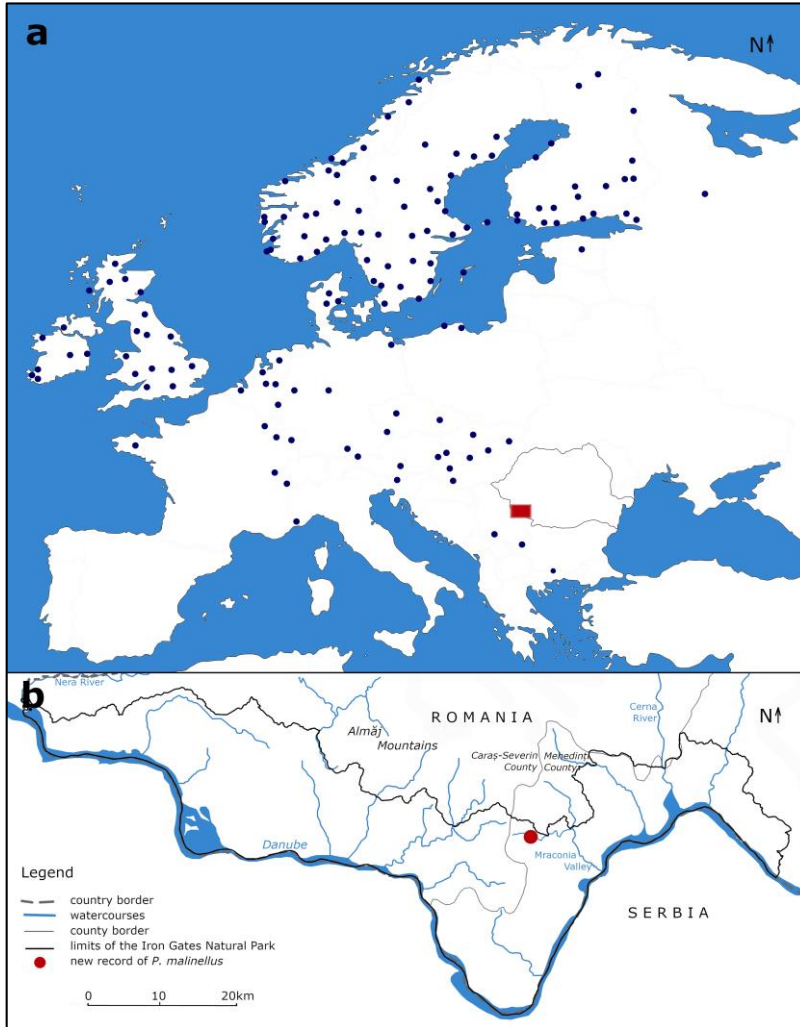 a
N↑
b
Nera River
Almăj
Mountains
ROMANIA
Cerna
River
N↑
Caraș-Severin
County
Mehedinți
County
Danube
Mraconia
Valley
SERBIA
Legend
country border
watercourses
county border
limits of the Iron Gates Natural Park
new record of P. malinellus
0 10 20km